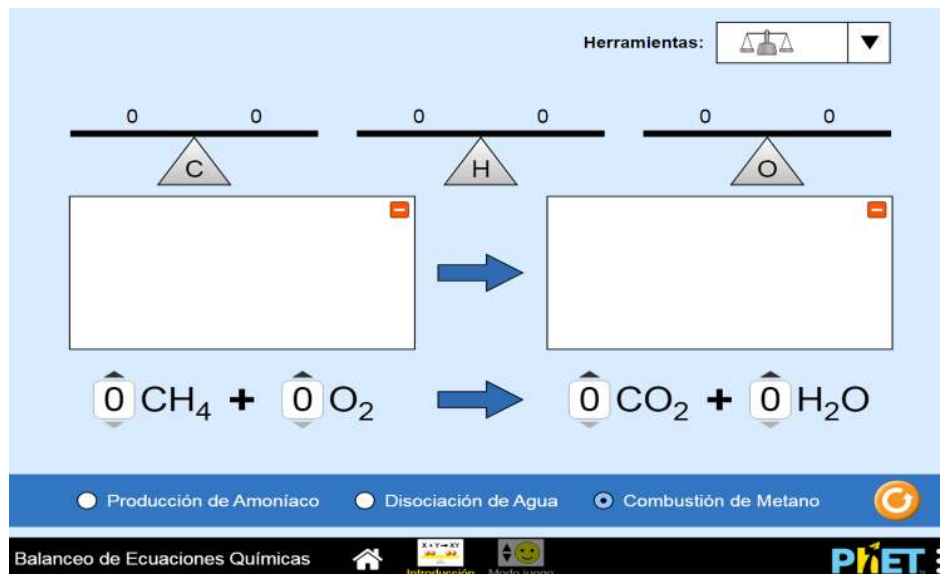 Herramientas:
0 0 0 0 0 0
C H O
0 CH₄ + 0 O₂ 0 CO₂ + 0 H₂O
Producción de Amoníaco Disociación de Agua Combustión de Metano
X + Y → XY
Balanceo de Ecuaciones Químicas PhET
Introducción Modo juego